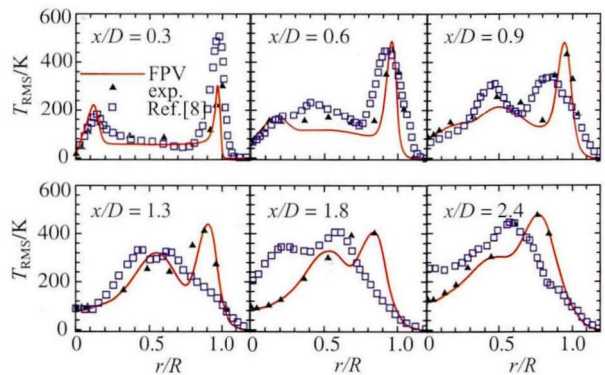 600
400
200
0
T_RMS/K
x/D = 0.3
FPV
exp.
Ref.[8]
x/D = 0.6
x/D = 0.9
600
400
200
0
T_RMS/K
x/D = 1.3
x/D = 1.8
x/D = 2.4
0 0.5 1.0
0 0.5 1.0
0 0.5 1.0
r/R
r/R
r/R